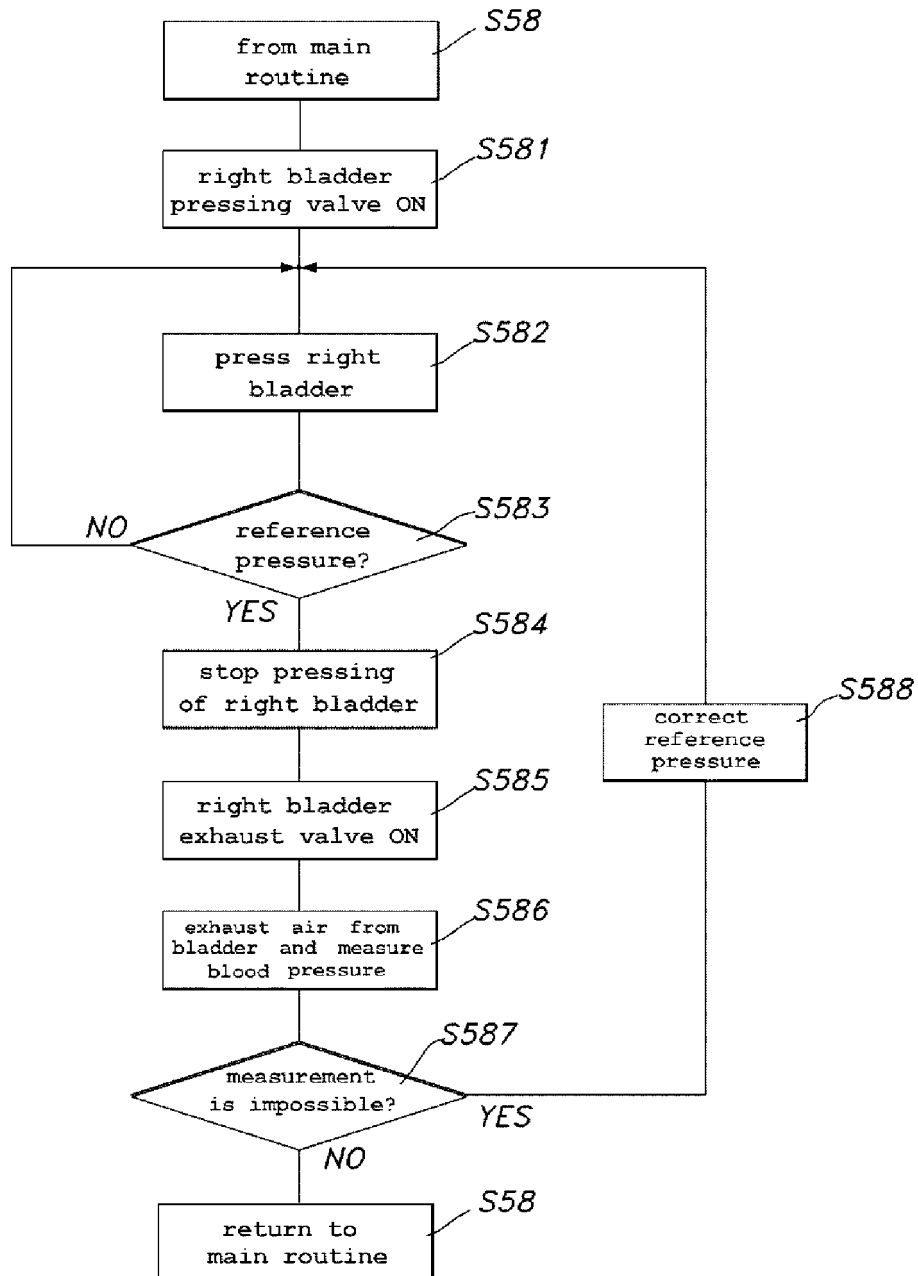 S58
from main
routine
S581
right bladder
pressing valve ON
S582
press right
bladder
S583
NO
reference
pressure?
YES
S584
stop pressing
of right bladder
S588
correct
reference
pressure
S585
right bladder
exhaust valve ON
S586
exhaust air from
bladder and measure
blood pressure
S587
measurement
is impossible?
YES
NO
S58
return to
main routine